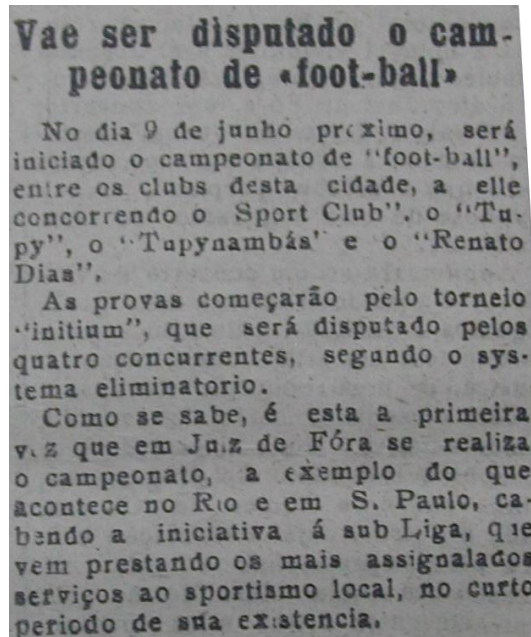 Vae ser disputado o cam-
peonato de «foot-ball»
No dia 9 de junho proximo, será
iniciado o campeonato de "foot-ball",
entre os clubs desta cidade, a elle
concorrendo o Sport Club", o "Tu-
py", o "Tupynambás' e o "Renato
Dias".
As provas começarão pelo torneio
"initium", que será disputado pelos
quatro concurrentes, segundo o sys-
tema eliminatorio.
Como se sabe, é esta a primeira
vez que em Juiz de Fóra se realiza
o campeonato, a exemplo do que
acontece no Rio e em S. Paulo, ca-
bendo a iniciativa á sub Liga, que
vem prestando os mais assignalados
serviços ao sportismo local, no curto
periodo de sua existencia.